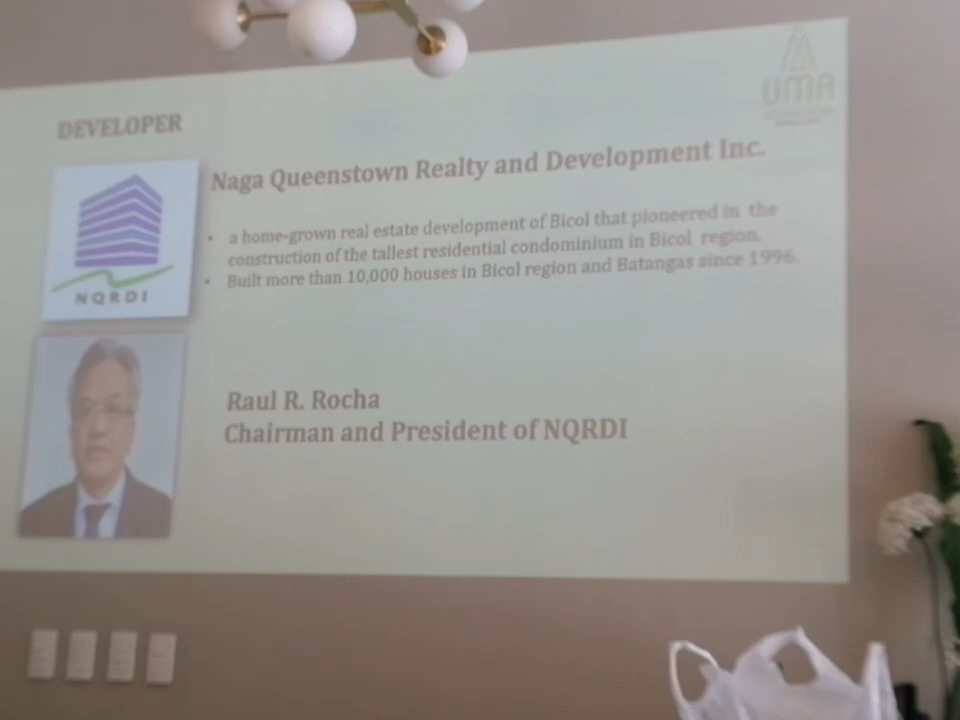 DEVELOPER
UMA
Naga Queenstown Realty and Development Inc.
• a home-grown real estate development of Bicol that pioneered in the
construction of the tallest residential condominium in Bicol region.
• Built more than 10,000 houses in Bicol region and Batangas since 1996.
NQRDI
Raul R. Rocha
Chairman and President of NQRDI